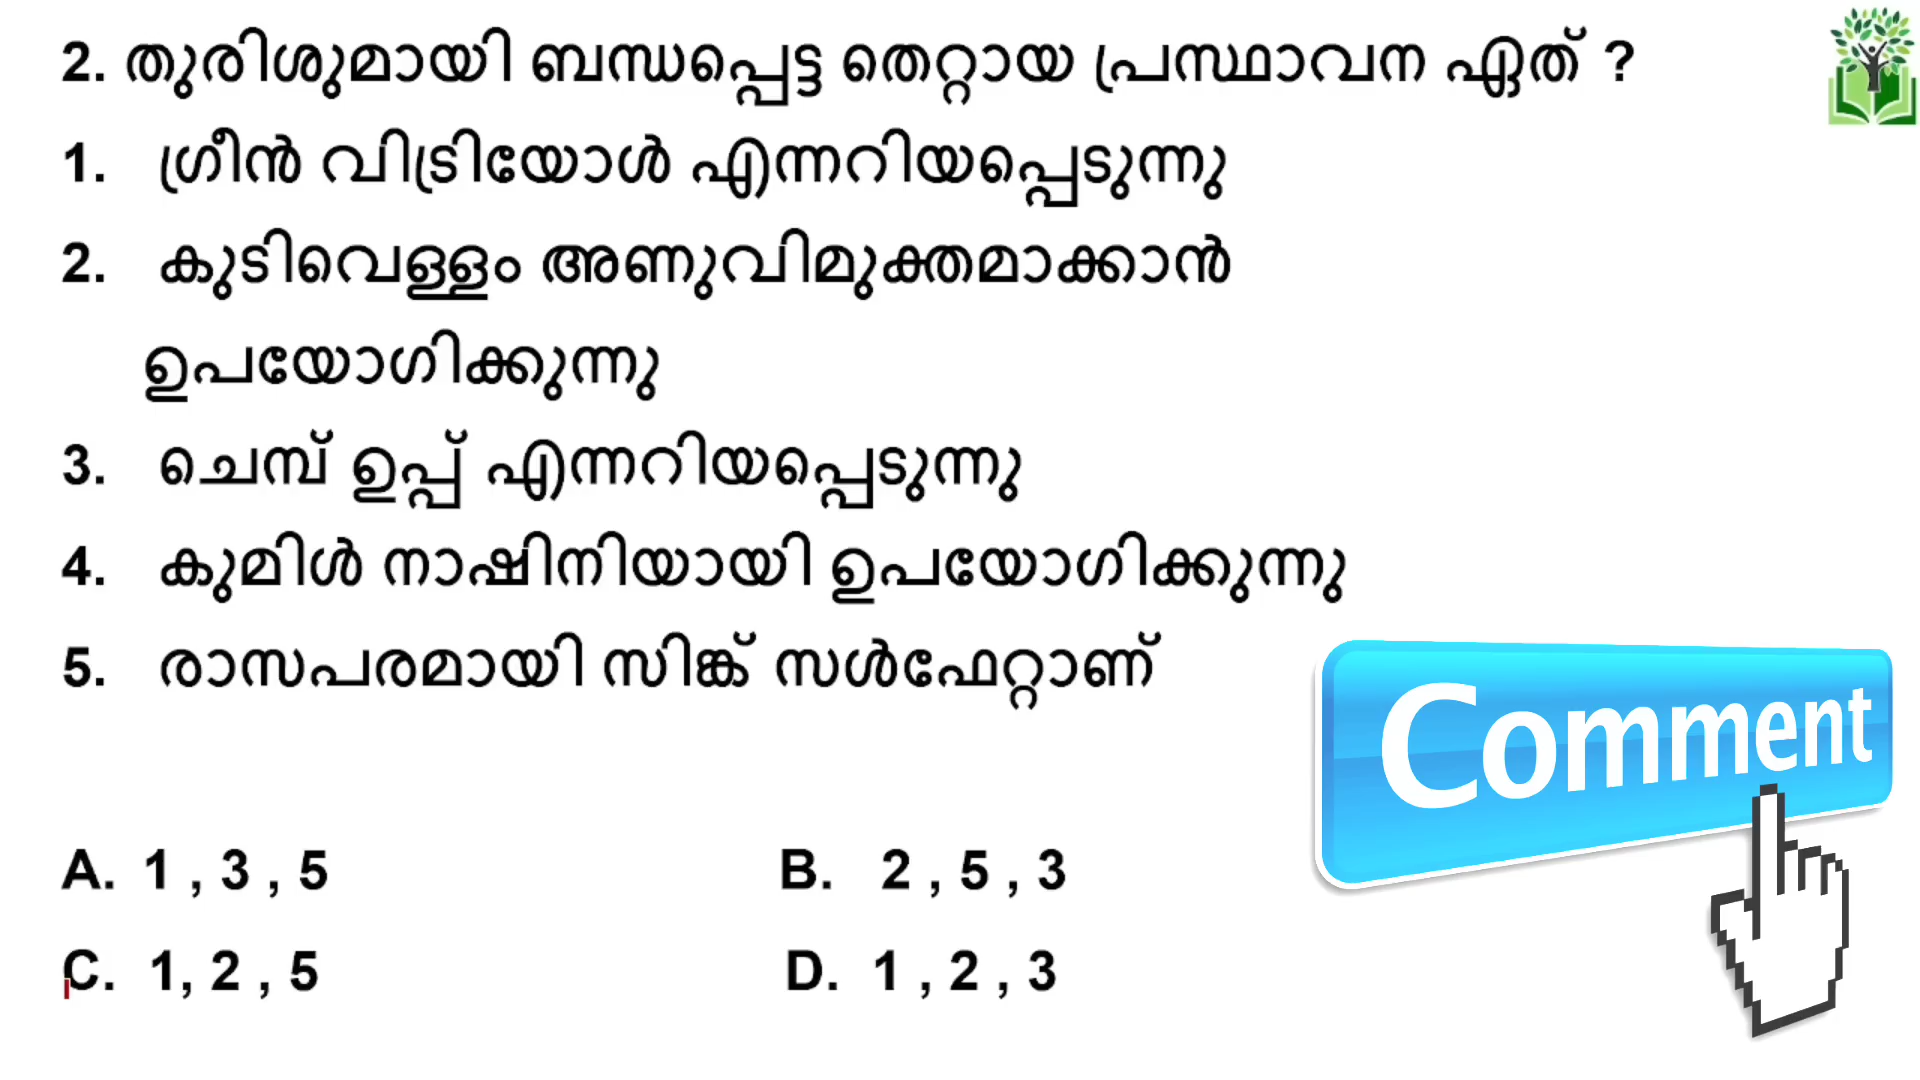 2. തുരിശുമായി ബന്ധപ്പെട്ട തെറ്റായ പ്രസ്ഥാവന ഏത് ?
1. ഗ്രീൻ വിട്രിയോൾ എന്നറിയപ്പെടുന്നു
2. കുടിവെള്ളം അണുവിമുക്തമാക്കാൻ
ഉപയോഗിക്കുന്നു
3. ചെമ്പ് ഉപ്പ് എന്നറിയപ്പെടുന്നു
4. കുമിൾ നാഷിനിയായി ഉപയോഗിക്കുന്നു
5. രാസപരമായി സിങ്ക് സൾഫേറ്റാണ്
Comment
A. 1 , 3 , 5 B. 2 , 5 , 3
C. 1, 2 , 5 D. 1 , 2 , 3